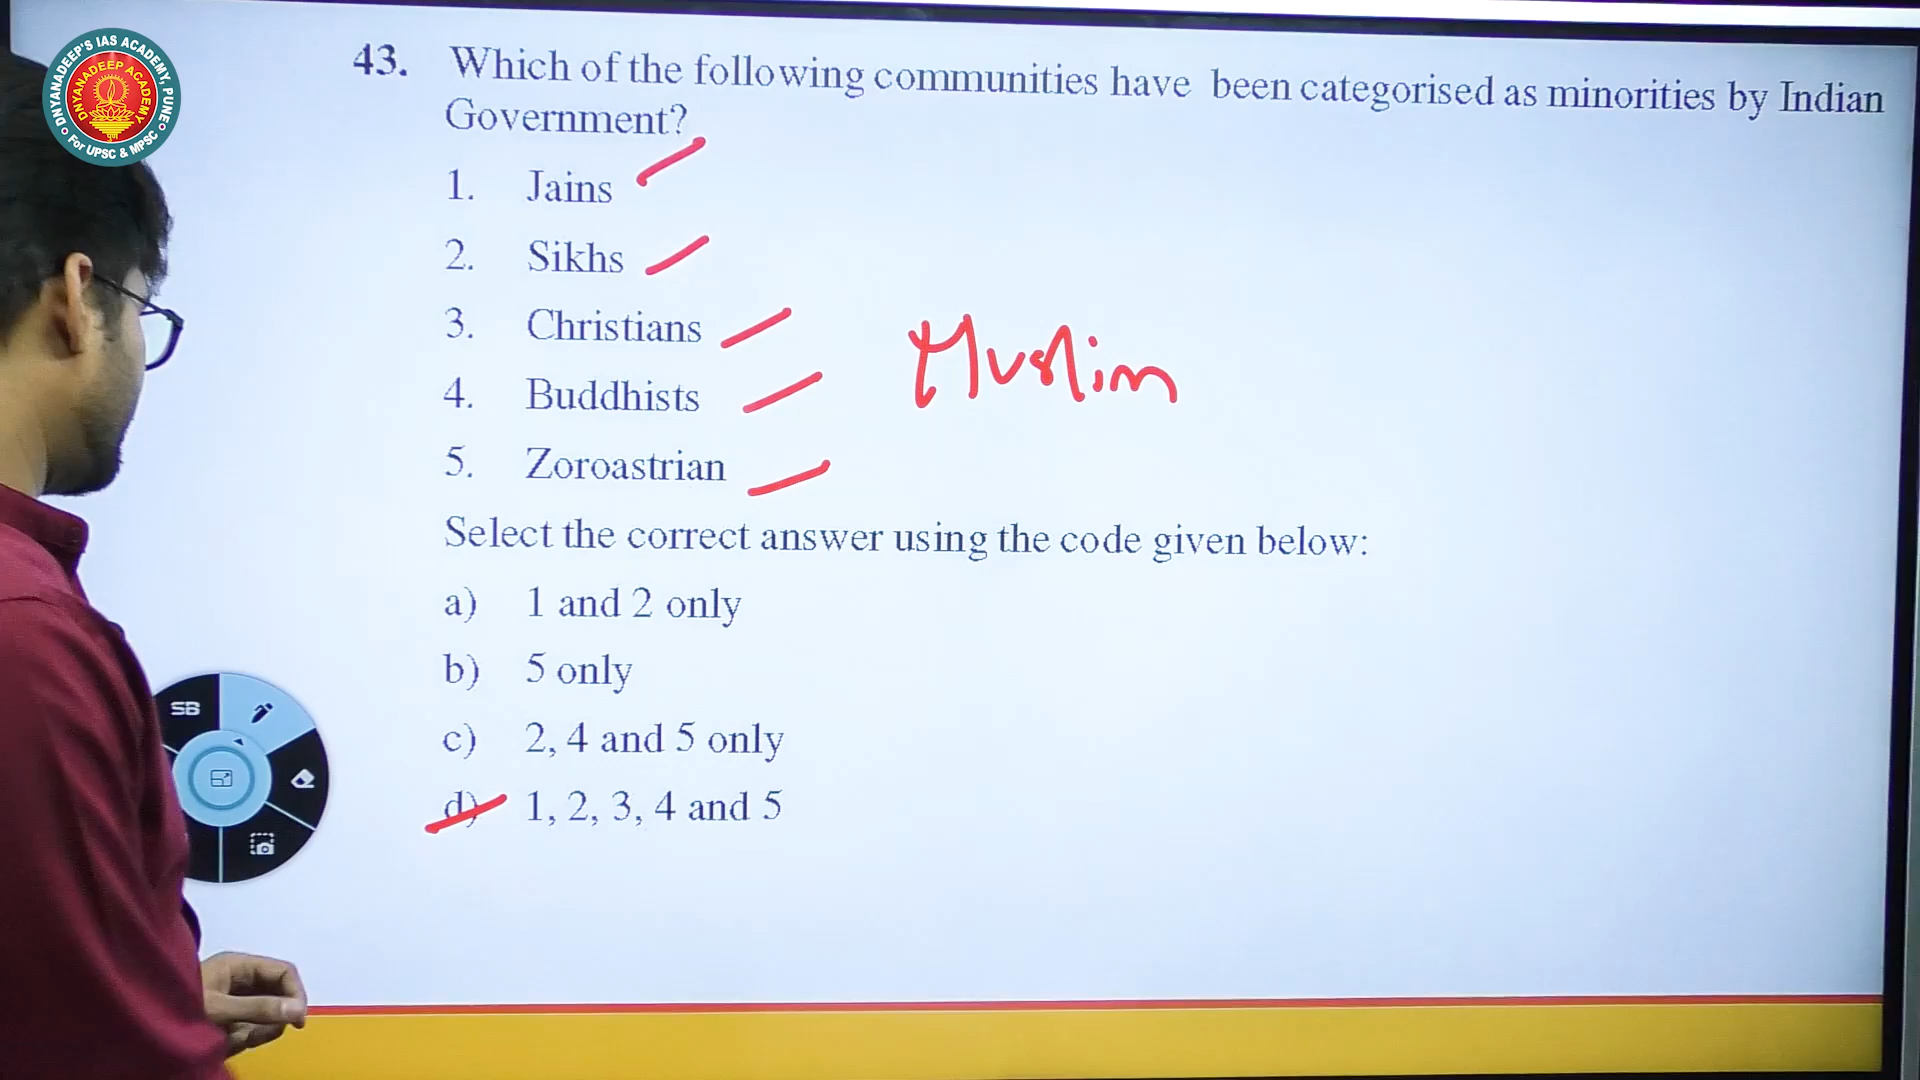 DNYANADEEP'S IAS ACADEMY, PUNE
DNYANADEEP ACADEMY
पुणे
For UPSC & MPSC
43. Which of the following communities have been categorised as minorities by Indian
Government?
1. Jains
2. Sikhs
3. Christians
Muslim
4. Buddhists
5. Zoroastrian
Select the correct answer using the code given below:
a) 1 and 2 only
b) 5 only
c) 2, 4 and 5 only
d) 1, 2, 3, 4 and 5
SB